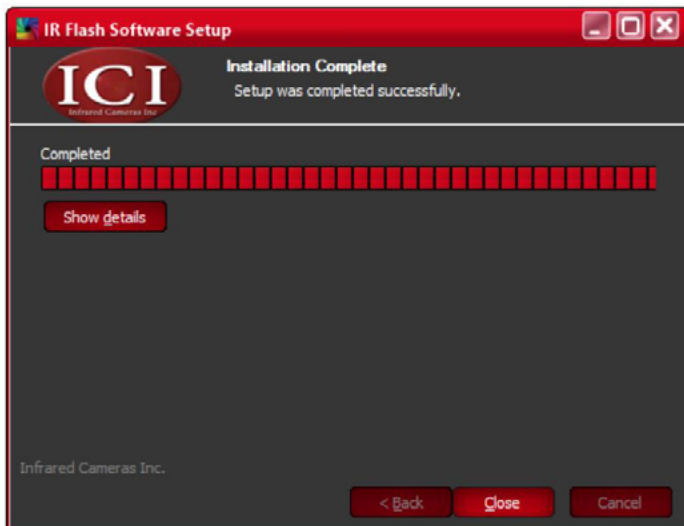 IR Flash Software Setup
ICI
Infrared Cameras Inc
Installation Complete
Setup was completed successfully.
Completed
Show details
Infrared Cameras Inc.
< Back Close Cancel